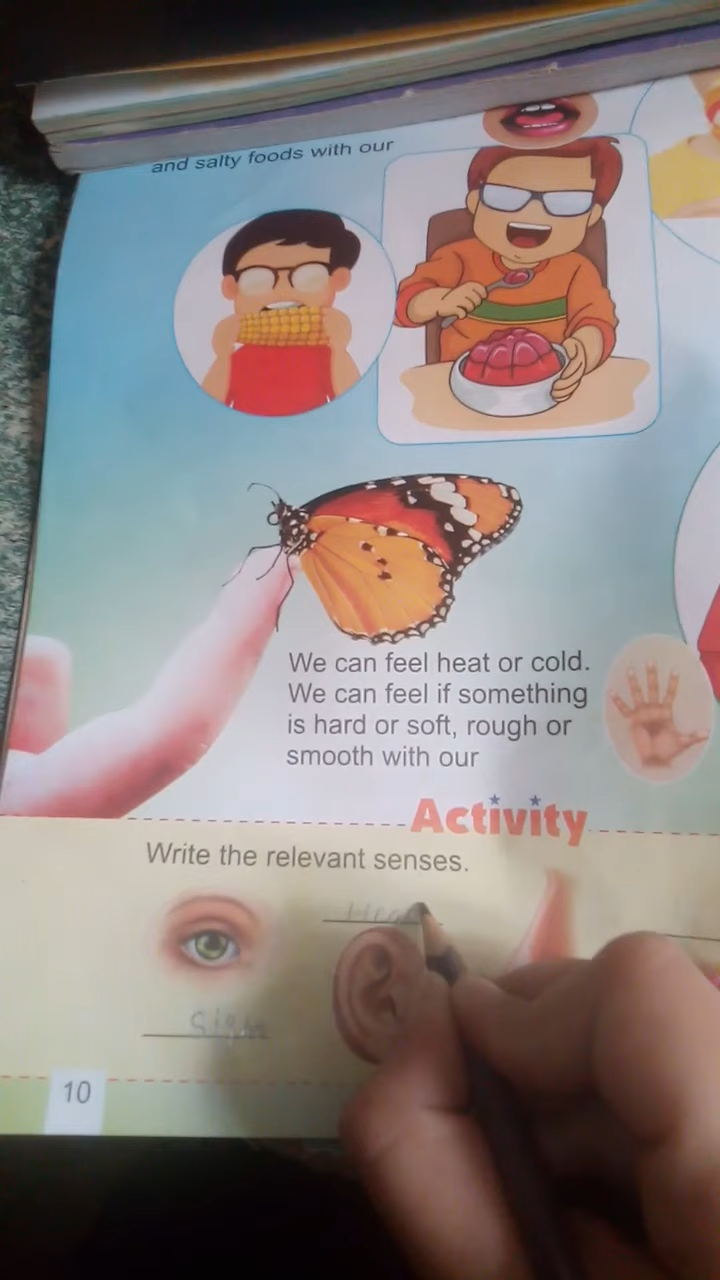 and salty foods with our
We can feel heat or cold.
We can feel if something
is hard or soft, rough or
smooth with our
Activity
Write the relevant senses.
10